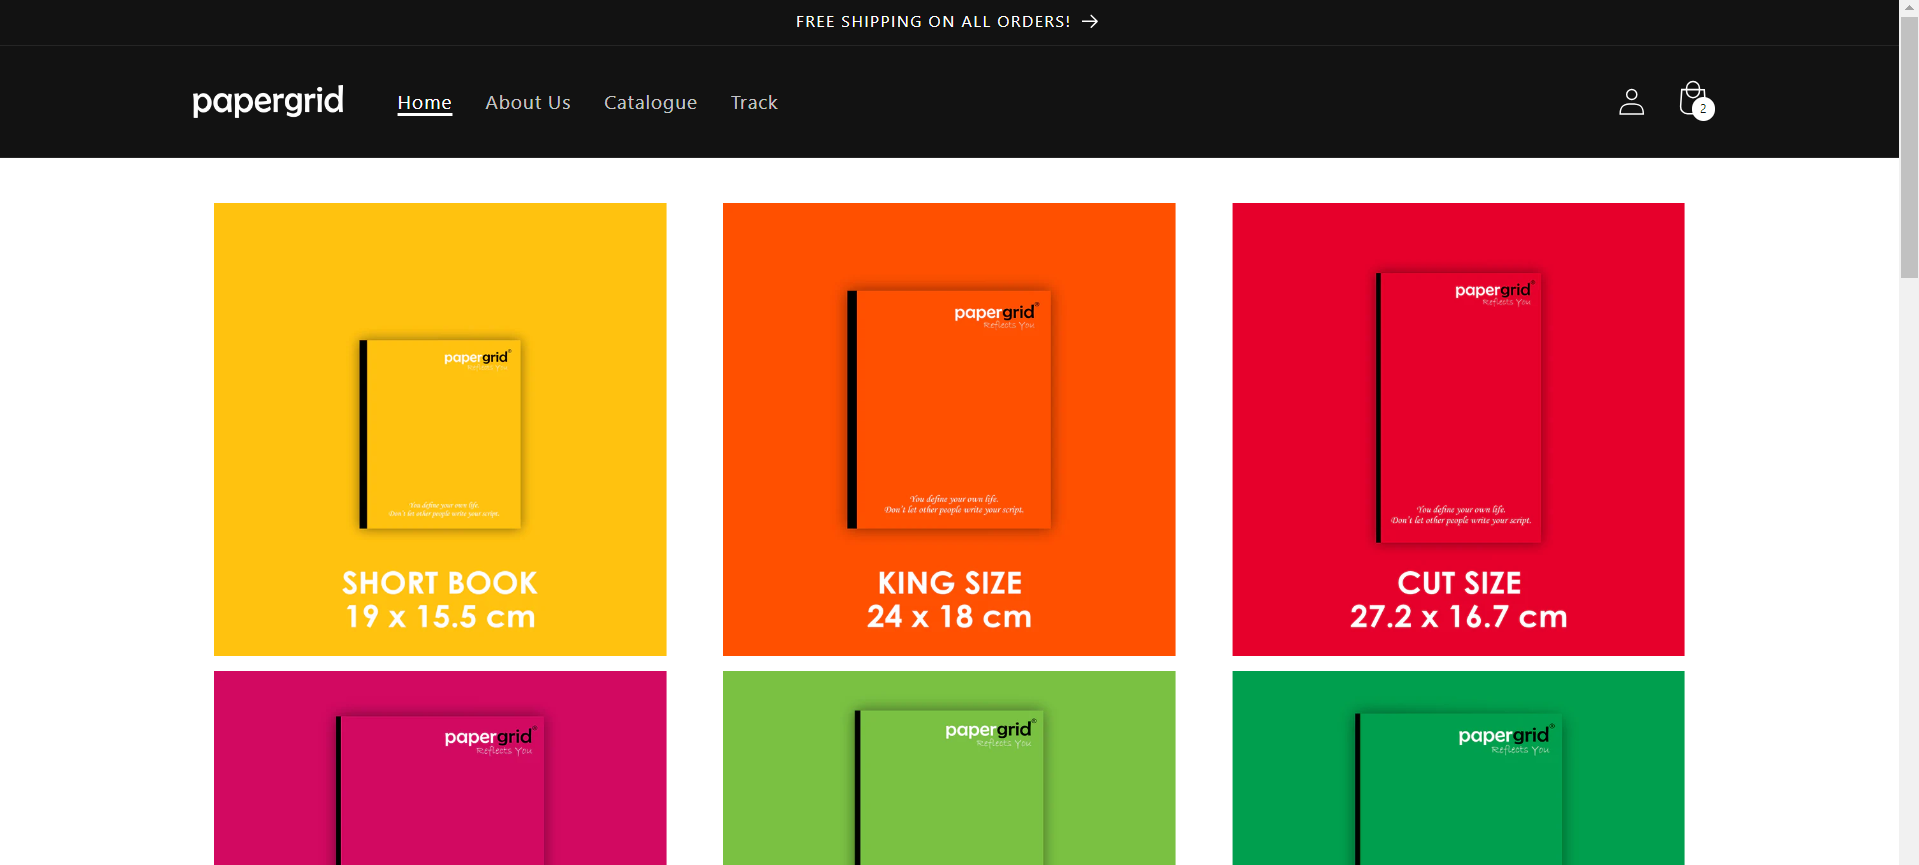 FREE SHIPPING ON ALL ORDERS!
papergrid
Home About Us Catalogue Track
2
papergrid®
Reflects You
You define your own life.
Don't let other people write your script.
SHORT BOOK
19 x 15.5 cm
papergrid®
Reflects You
You define your own life.
Don't let other people write your script.
KING SIZE
24 x 18 cm
papergrid®
Reflects You
You define your own life.
Don't let other people write your script.
CUT SIZE
27.2 x 16.7 cm
papergrid®
Reflects You
papergrid®
Reflects You
papergrid®
Reflects You